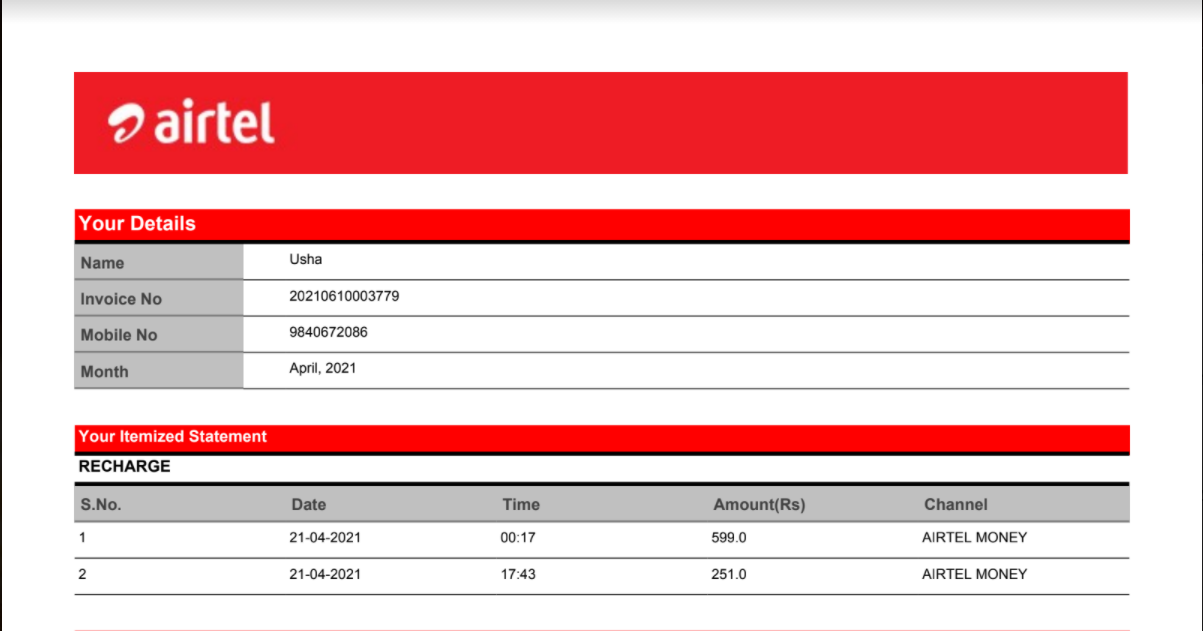 airtel
Your Details
Name Usha
Invoice No 20210610003779
Mobile No 9840672086
Month April, 2021
Your Itemized Statement
RECHARGE
S.No. Date Time Amount(Rs) Channel
1 21-04-2021 00:17 599.0 AIRTEL MONEY
2 21-04-2021 17:43 251.0 AIRTEL MONEY